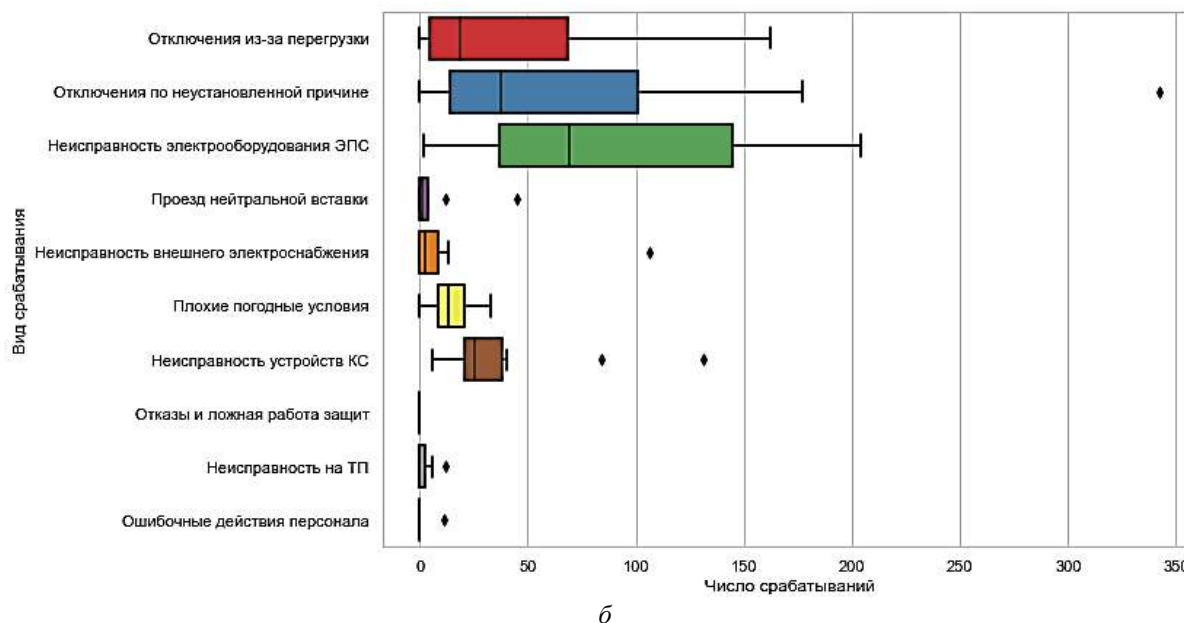 Вид срабатывания
Отключения из-за перегрузки
Отключения по неустановленной причине
Неисправность электрооборудования ЭПС
Проезд нейтральной вставки
Неисправность внешнего электроснабжения
Плохие погодные условия
Неисправность устройств КС
Отказы и ложная работа защит
Неисправность на ТП
Ошибочные действия персонала
0 50 100 150 200 250 300 350
Число срабатываний
б